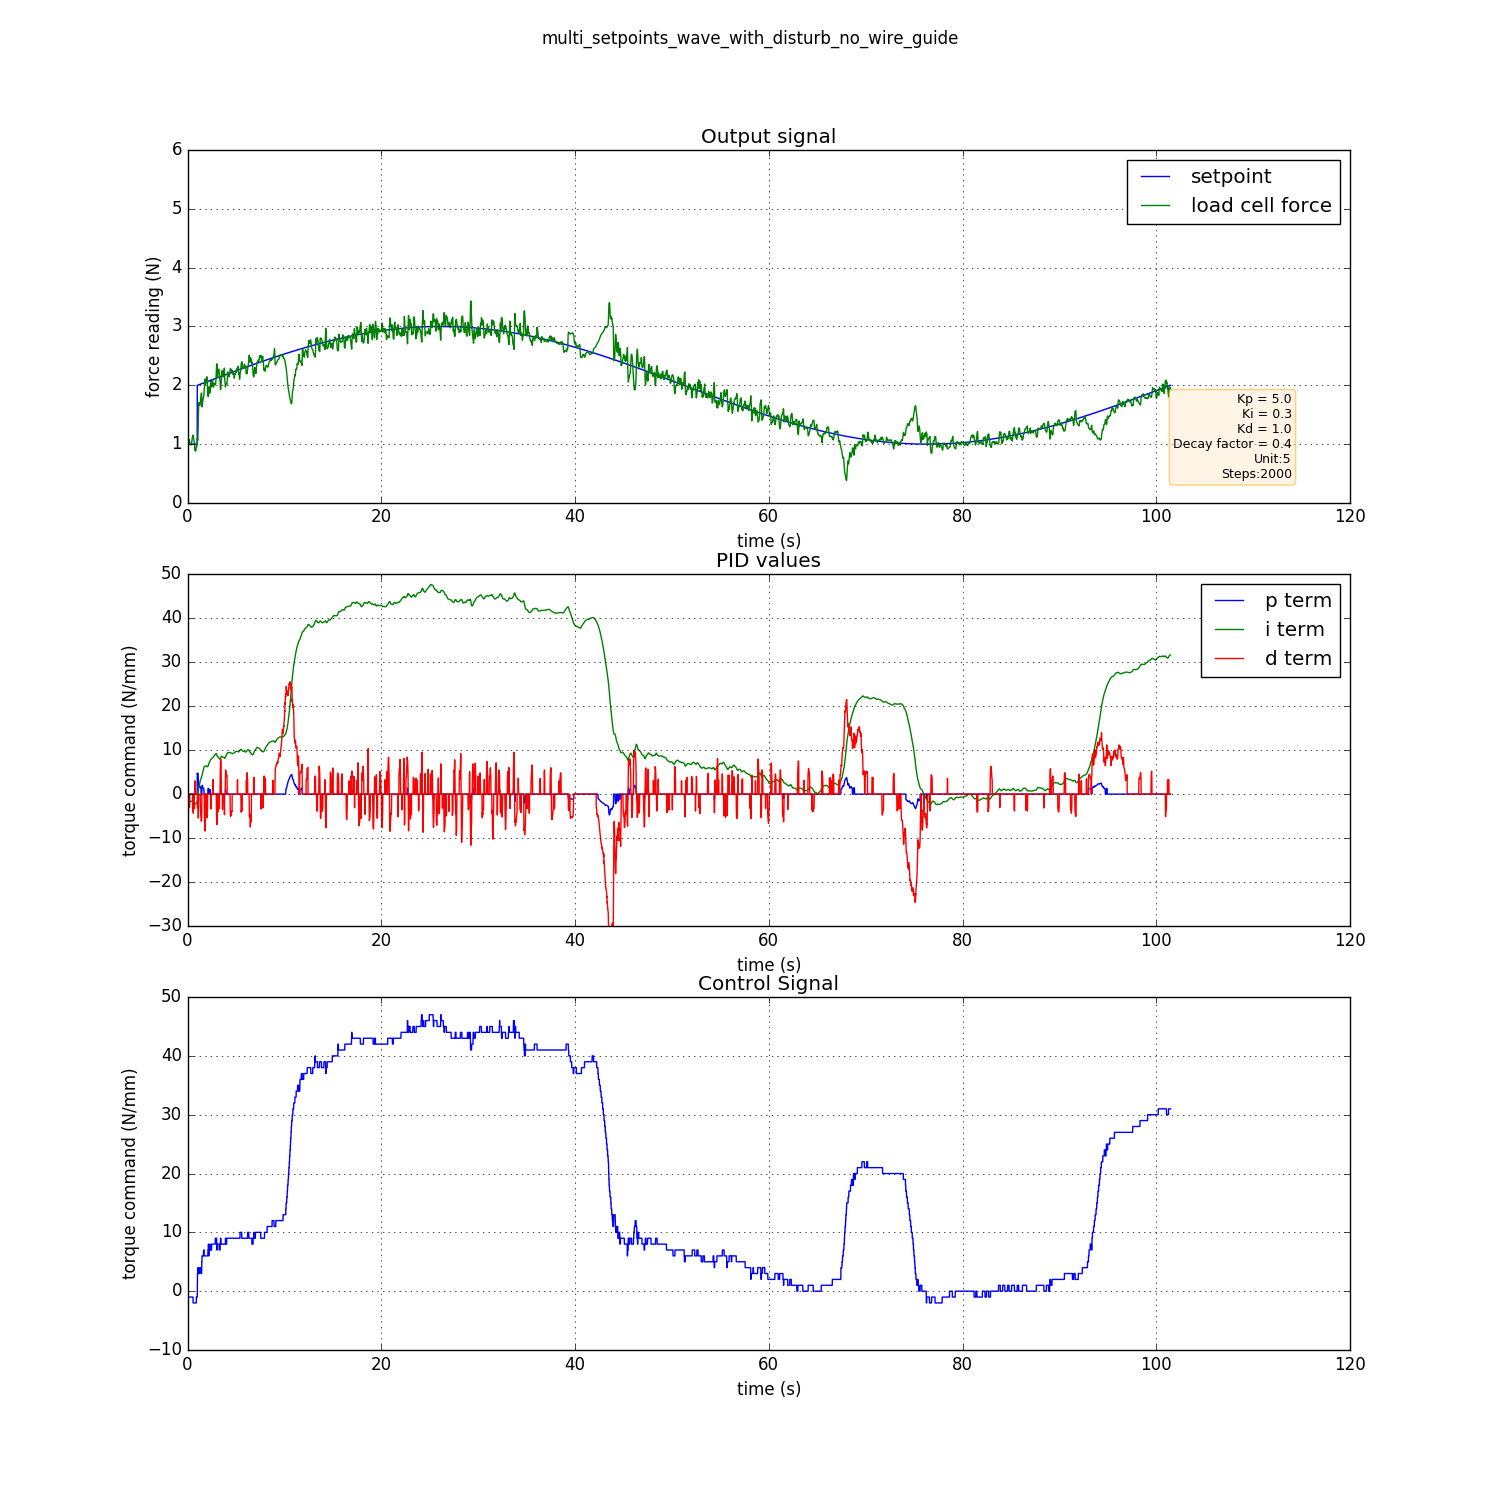 multi_setpoints_wave_with_disturb_no_wire_guide
Output signal
6
5
4
3
2
1
0
force reading (N)
setpoint
load cell force
Kp = 5.0
Ki = 0.3
Kd = 1.0
Decay factor = 0.4
Unit:5
Steps:2000
0 20 40 60 80 100 120
time (s)
PID values
50
40
30
20
10
0
−10
−20
−30
torque command (N/mm)
p term
i term
d term
0 20 40 60 80 100 120
time (s)
Control Signal
50
40
30
20
10
0
−10
torque command (N/mm)
0 20 40 60 80 100 120
time (s)